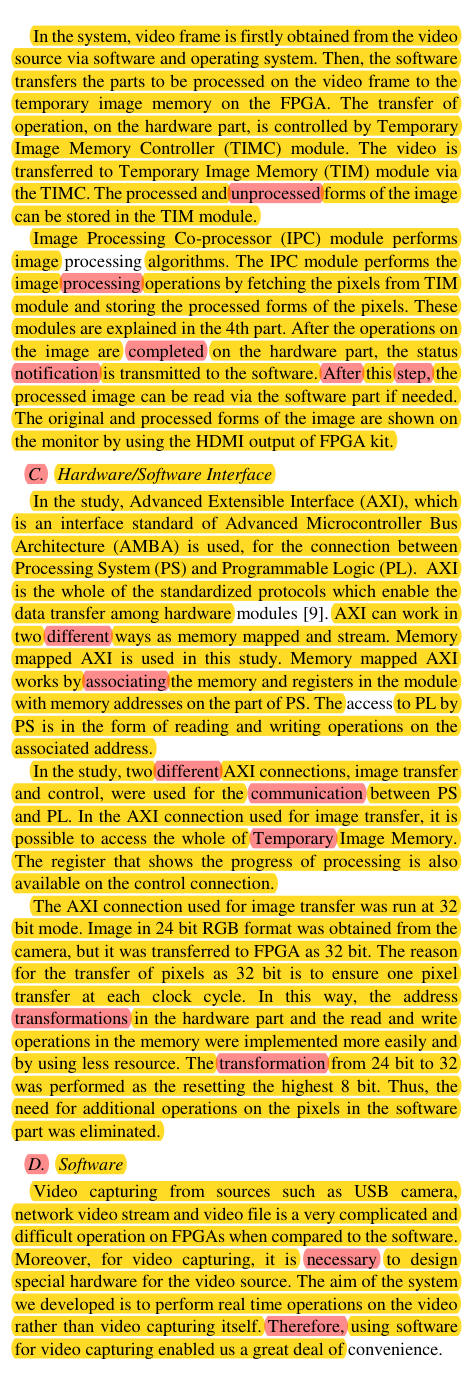 In the system, video frame is firstly obtained from the video
source via software and operating system. Then, the software
transfers the parts to be processed on the video frame to the
temporary image memory on the FPGA. The transfer of
operation, on the hardware part, is controlled by Temporary
Image Memory Controller (TIMC) module. The video is
transferred to Temporary Image Memory (TIM) module via
the TIMC. The processed and unprocessed forms of the image
can be stored in the TIM module.
Image Processing Co-processor (IPC) module performs
image processing algorithms. The IPC module performs the
image processing operations by fetching the pixels from TIM
module and storing the processed forms of the pixels. These
modules are explained in the 4th part. After the operations on
the image are completed on the hardware part, the status
notification is transmitted to the software. After this step, the
processed image can be read via the software part if needed.
The original and processed forms of the image are shown on
the monitor by using the HDMI output of FPGA kit.
C. Hardware/Software Interface
In the study, Advanced Extensible Interface (AXI), which
is an interface standard of Advanced Microcontroller Bus
Architecture (AMBA) is used, for the connection between
Processing System (PS) and Programmable Logic (PL). AXI
is the whole of the standardized protocols which enable the
data transfer among hardware modules [9]. AXI can work in
two different ways as memory mapped and stream. Memory
mapped AXI is used in this study. Memory mapped AXI
works by associating the memory and registers in the module
with memory addresses on the part of PS. The access to PL by
PS is in the form of reading and writing operations on the
associated address.
In the study, two different AXI connections, image transfer
and control, were used for the communication between PS
and PL. In the AXI connection used for image transfer, it is
possible to access the whole of Temporary Image Memory.
The register that shows the progress of processing is also
available on the control connection.
The AXI connection used for image transfer was run at 32
bit mode. Image in 24 bit RGB format was obtained from the
camera, but it was transferred to FPGA as 32 bit. The reason
for the transfer of pixels as 32 bit is to ensure one pixel
transfer at each clock cycle. In this way, the address
transformations in the hardware part and the read and write
operations in the memory were implemented more easily and
by using less resource. The transformation from 24 bit to 32
was performed as the resetting the highest 8 bit. Thus, the
need for additional operations on the pixels in the software
part was eliminated.
D. Software
Video capturing from sources such as USB camera,
network video stream and video file is a very complicated and
difficult operation on FPGAs when compared to the software.
Moreover, for video capturing, it is necessary to design
special hardware for the video source. The aim of the system
we developed is to perform real time operations on the video
rather than video capturing itself. Therefore, using software
for video capturing enabled us a great deal of convenience.